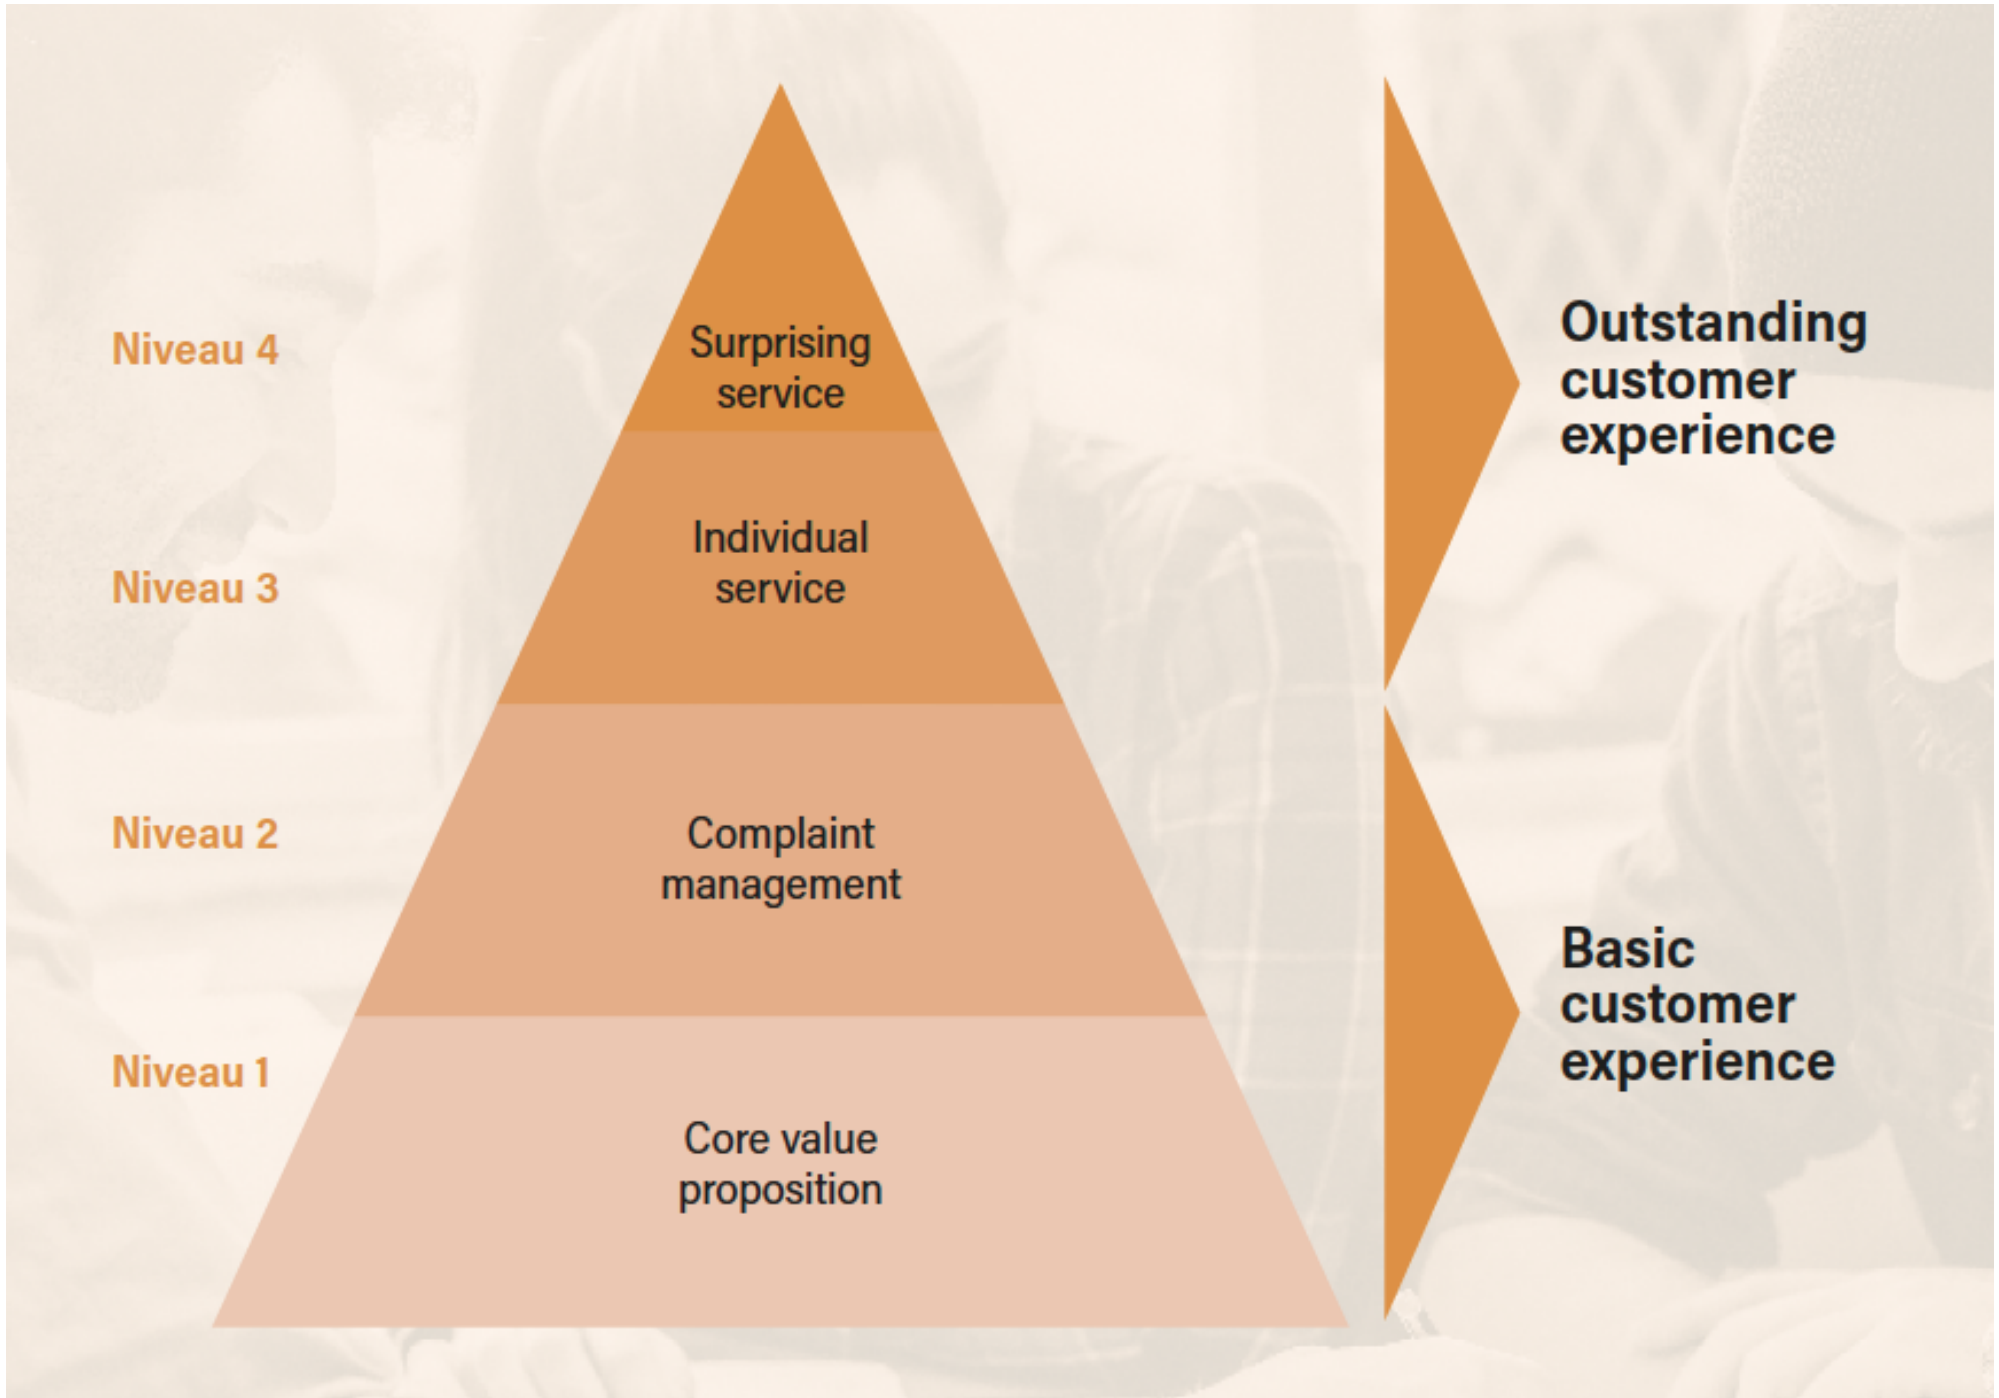 Niveau 4
Surprising
service
Outstanding
customer
experience
Niveau 3
Individual
service
Niveau 2
Complaint
management
Basic
customer
experience
Niveau 1
Core value
proposition